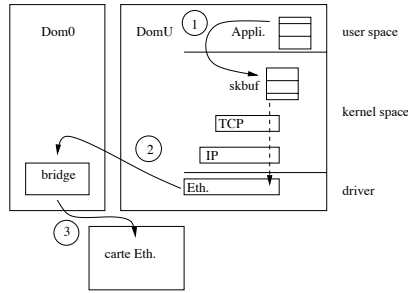 Dom0
DomU
1
Appli.
user space
skbuf
kernel space
TCP
2
IP
bridge
Eth.
driver
3
carte Eth.